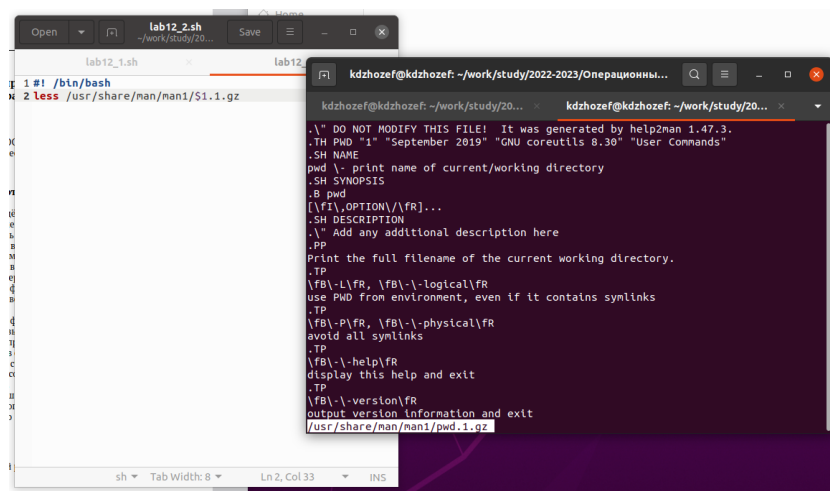 Home
Open
lab12_2.sh
~/work/study/20...
Save
lab12_1.sh
lab12_
1 #! /bin/bash
2 less /usr/share/man/man1/$1.1.gz
sh Tab Width: 8 Ln 2, Col 33 INS
kdzhozef@kdzhozef: ~/work/study/2022-2023/Операционны...
kdzhozef@kdzhozef: ~/work/study/20...
kdzhozef@kdzhozef: ~/work/study/20...
.\" DO NOT MODIFY THIS FILE!  It was generated by help2man 1.47.3.
.TH PWD "1" "September 2019" "GNU coreutils 8.30" "User Commands"
.SH NAME
pwd \- print name of current/working directory
.SH SYNOPSIS
.B pwd
[\fI\,OPTION\/\fR]...
.SH DESCRIPTION
.\" Add any additional description here
.PP
Print the full filename of the current working directory.
.TP
\fB\-L\fR, \fB\-\-logical\fR
use PWD from environment, even if it contains symlinks
.TP
\fB\-P\fR, \fB\-\-physical\fR
avoid all symlinks
.TP
\fB\-\-help\fR
display this help and exit
.TP
\fB\-\-version\fR
output version information and exit
/usr/share/man/man1/pwd.1.gz